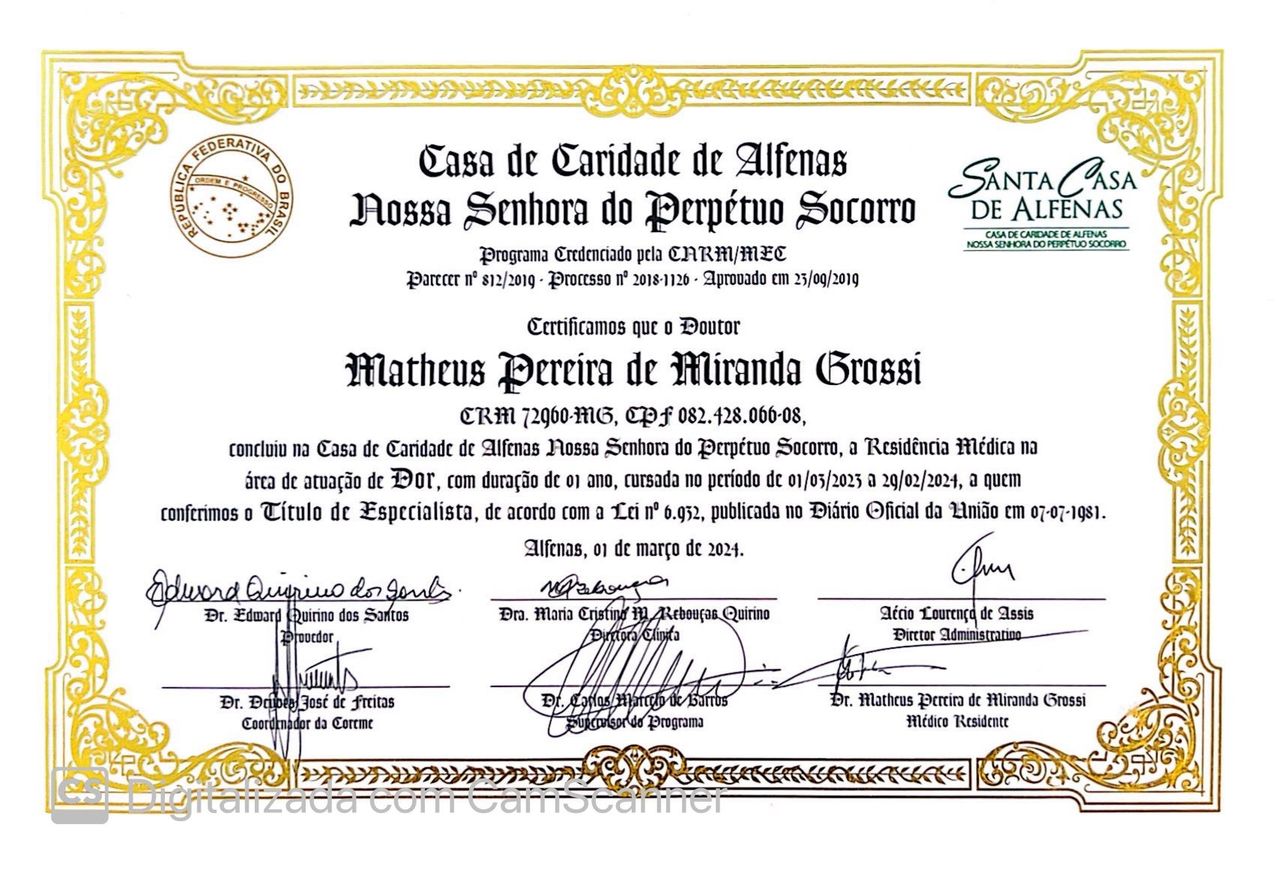 REPÚBLICA FEDERATIVA DO BRASIL
ORDEM E PROGRESSO
Casa de Caridade de Alfenas
Nossa Senhora do Perpétuo Socorro
SANTA CASA
DE ALFENAS
CASA DE CARIDADE DE ALFENAS
NOSSA SENHORA DO PERPÉTUO SOCORRO
Programa Credenciado pela CNRM/MEC
Parecer nº 812/2019 - Processo nº 2018-1126 - Aprovado em 23/09/2019
Certificamos que o Doutor
Matheus Pereira de Miranda Grossi
CRM 72960-MG, CPF 082.428.066-08,
concluiu na Casa de Caridade de Alfenas Nossa Senhora do Perpétuo Socorro, a Residência Médica na
área de atuação de Dor, com duração de 01 ano, cursada no período de 01/03/2023 a 29/02/2024, a quem
conferimos o Título de Especialista, de acordo com a Lei nº 6.932, publicada no Diário Oficial da União em 07-07-1981.
Alfenas, 01 de março de 2024.
Edward Quirino dos Santos
Dr. Edward Quirino dos Santos
Provedor
Dra. Maria Cristina M. Rebouças Quirino
Diretora Clínica
Aécio Lourenço de Assis
Diretor Administrativo
Dr. José de Freitas
Coordenador da Coreme
Dr. Carlos Marcelo de Barros
Supervisor do Programa
Dr. Matheus Pereira de Miranda Grossi
Médico Residente
CS Digitalizada com CamScanner